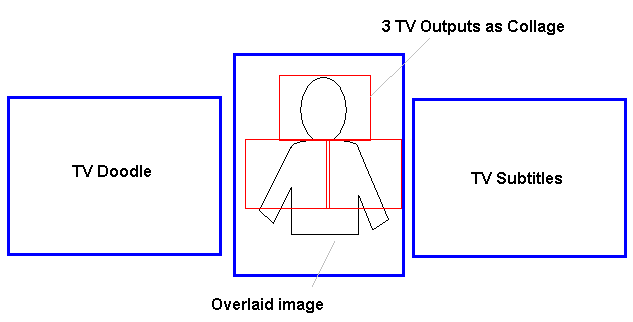 3 TV Outputs as Collage
TV Doodle
TV Subtitles
Overlaid image